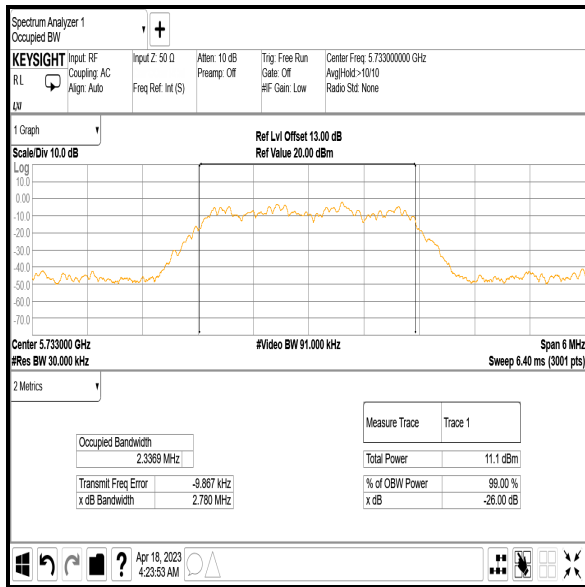 Spectrum Analyzer 1
Occupied BW
KEYSIGHT
R L
LXI
Input: RF
Coupling: AC
Align: Auto
Input Z: 50 Ω
Freq Ref: Int (S)
Atten: 10 dB
Preamp: Off
Trig: Free Run
Gate: Off
#IF Gain: Low
Center Freq: 5.733000000 GHz
Avg|Hold:>10/10
Radio Std: None
1 Graph
Scale/Div 10.0 dB
Ref Lvl Offset 13.00 dB
Ref Value 20.00 dBm
Log
10.0
0.00
-10.0
-20.0
-30.0
-40.0
-50.0
-60.0
-70.0
Center 5.733000 GHz
#Video BW 91.000 kHz
Span 6 MHz
#Res BW 30.000 kHz
Sweep 6.40 ms (3001 pts)
2 Metrics
Occupied Bandwidth
2.3369 MHz
Transmit Freq Error -9.867 kHz
x dB Bandwidth 2.780 MHz
Measure Trace Trace 1
Total Power 11.1 dBm
% of OBW Power 99.00 %
x dB -26.00 dB
?
Apr 18, 2023
4:23:53 AM